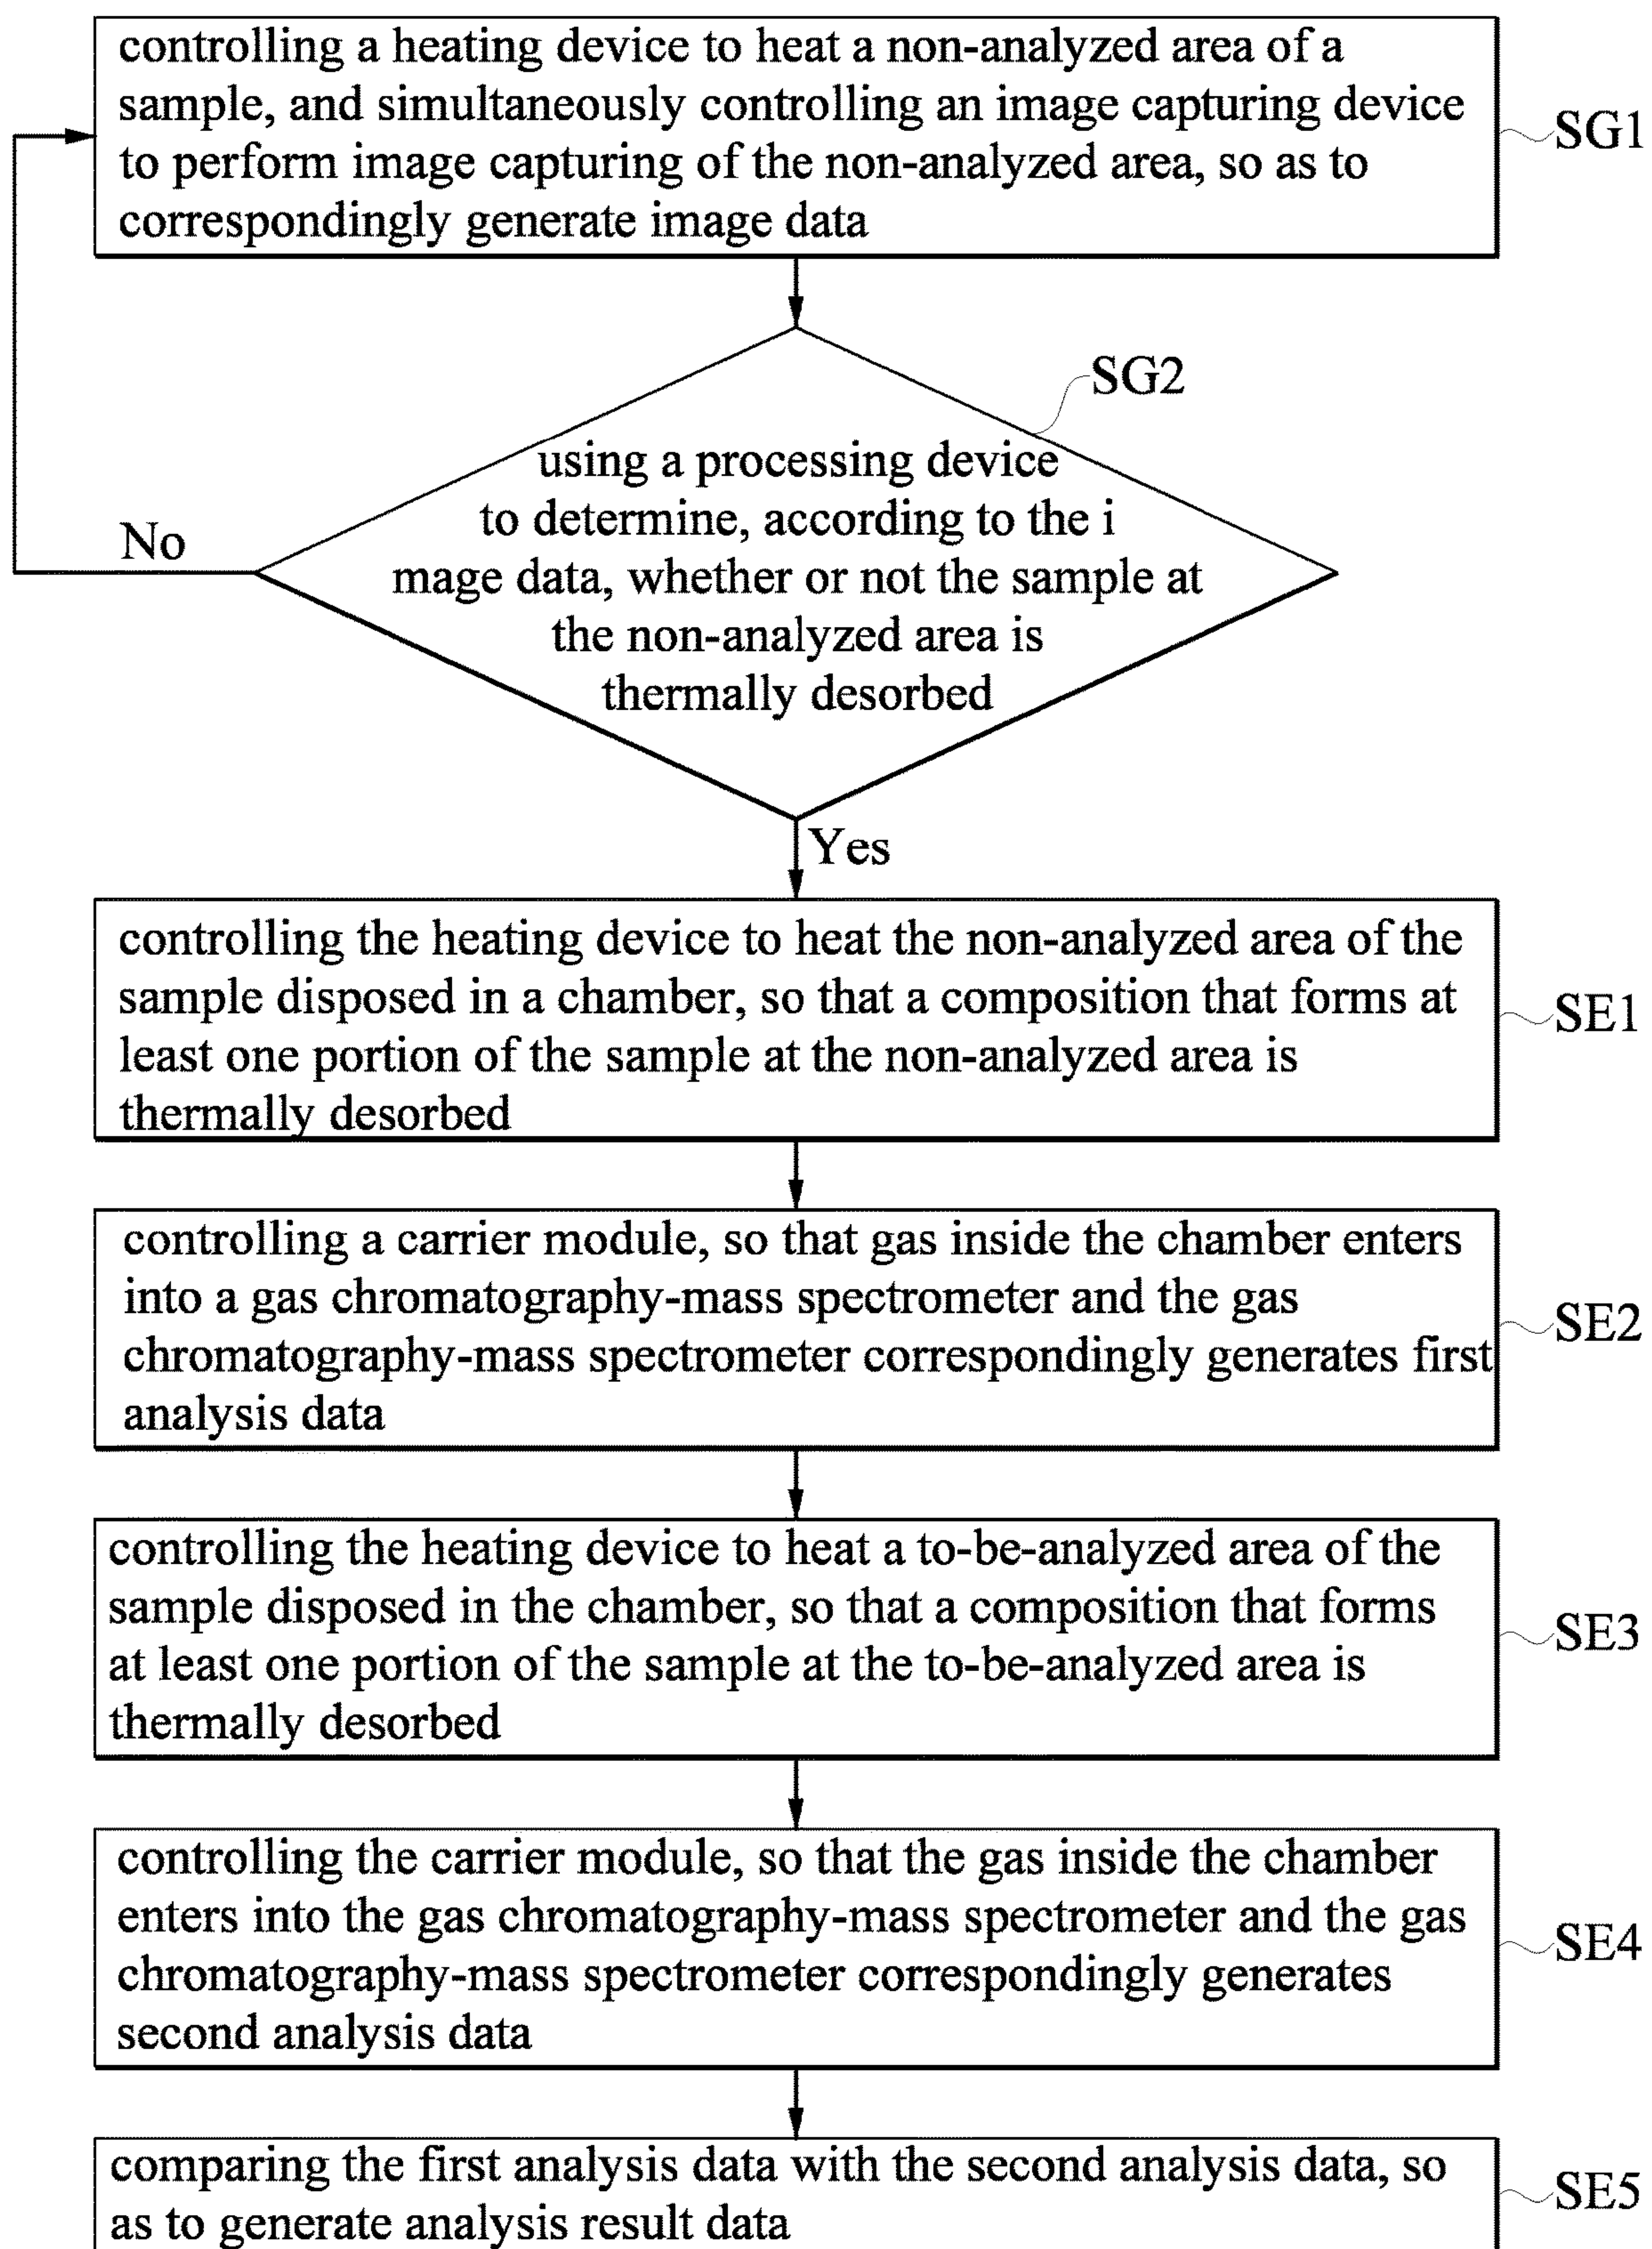 controlling a heating device to heat a non-analyzed area of a
sample, and simultaneously controlling an image capturing device
to perform image capturing of the non-analyzed area, so as to
correspondingly generate image data
SG1
SG2
using a processing device
to determine, according to the i
mage data, whether or not the sample at
the non-analyzed area is
thermally desorbed
No
Yes
controlling the heating device to heat the non-analyzed area of the
sample disposed in a chamber, so that a composition that forms at
least one portion of the sample at the non-analyzed area is
thermally desorbed
SE1
controlling a carrier module, so that gas inside the chamber enters
into a gas chromatography-mass spectrometer and the gas
chromatography-mass spectrometer correspondingly generates first
analysis data
SE2
controlling the heating device to heat a to-be-analyzed area of the
sample disposed in the chamber, so that a composition that forms
at least one portion of the sample at the to-be-analyzed area is
thermally desorbed
SE3
controlling the carrier module, so that the gas inside the chamber
enters into the gas chromatography-mass spectrometer and the gas
chromatography-mass spectrometer correspondingly generates
second analysis data
SE4
comparing the first analysis data with the second analysis data, so
as to generate analysis result data
SE5